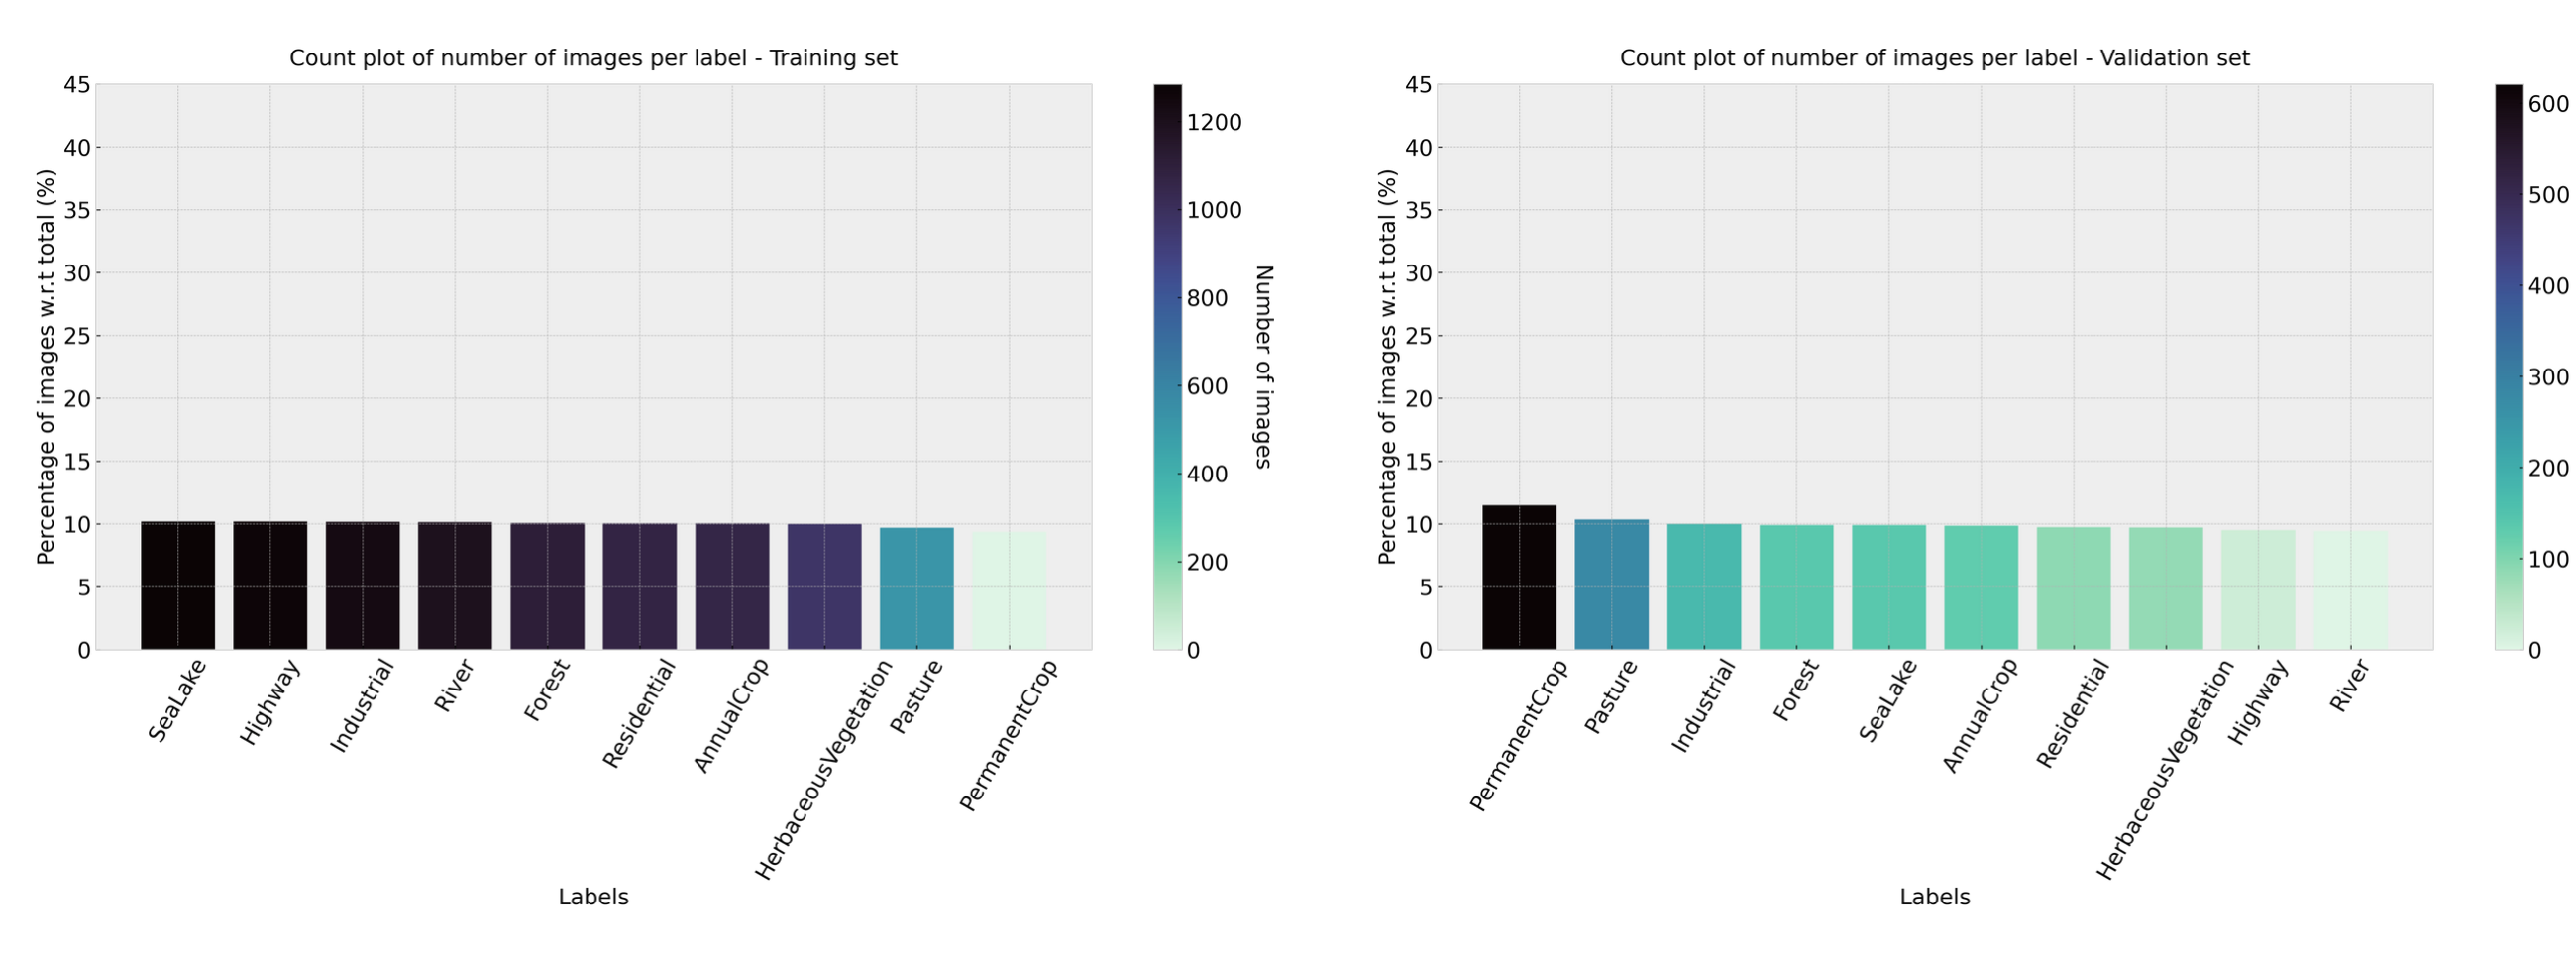 Count plot of number of images per label - Training set
Percentage of images w.r.t total (%)
45
40
35
30
25
20
15
10
5
0
SeaLake
Highway
Industrial
River
Forest
Residential
AnnualCrop
HerbaceousVegetation
Pasture
PermanentCrop
Labels
1200
1000
800
600
400
200
0
Number of images
Count plot of number of images per label - Validation set
Percentage of images w.r.t total (%)
45
40
35
30
25
20
15
10
5
0
PermanentCrop
Pasture
Industrial
Forest
SeaLake
AnnualCrop
Residential
HerbaceousVegetation
Highway
River
Labels
600
500
400
300
200
100
0